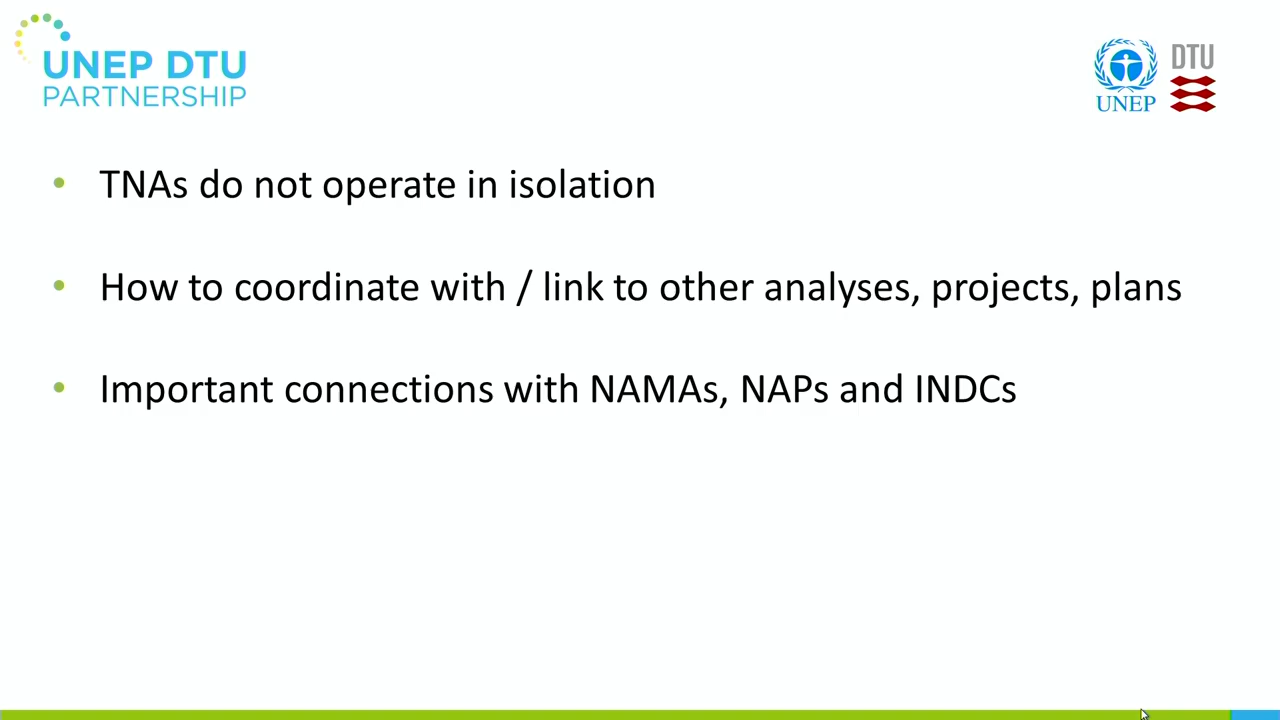 UNEP DTU
PARTNERSHIP
UNEP
DTU
• TNAs do not operate in isolation
• How to coordinate with / link to other analyses, projects, plans
• Important connections with NAMAs, NAPs and INDCs